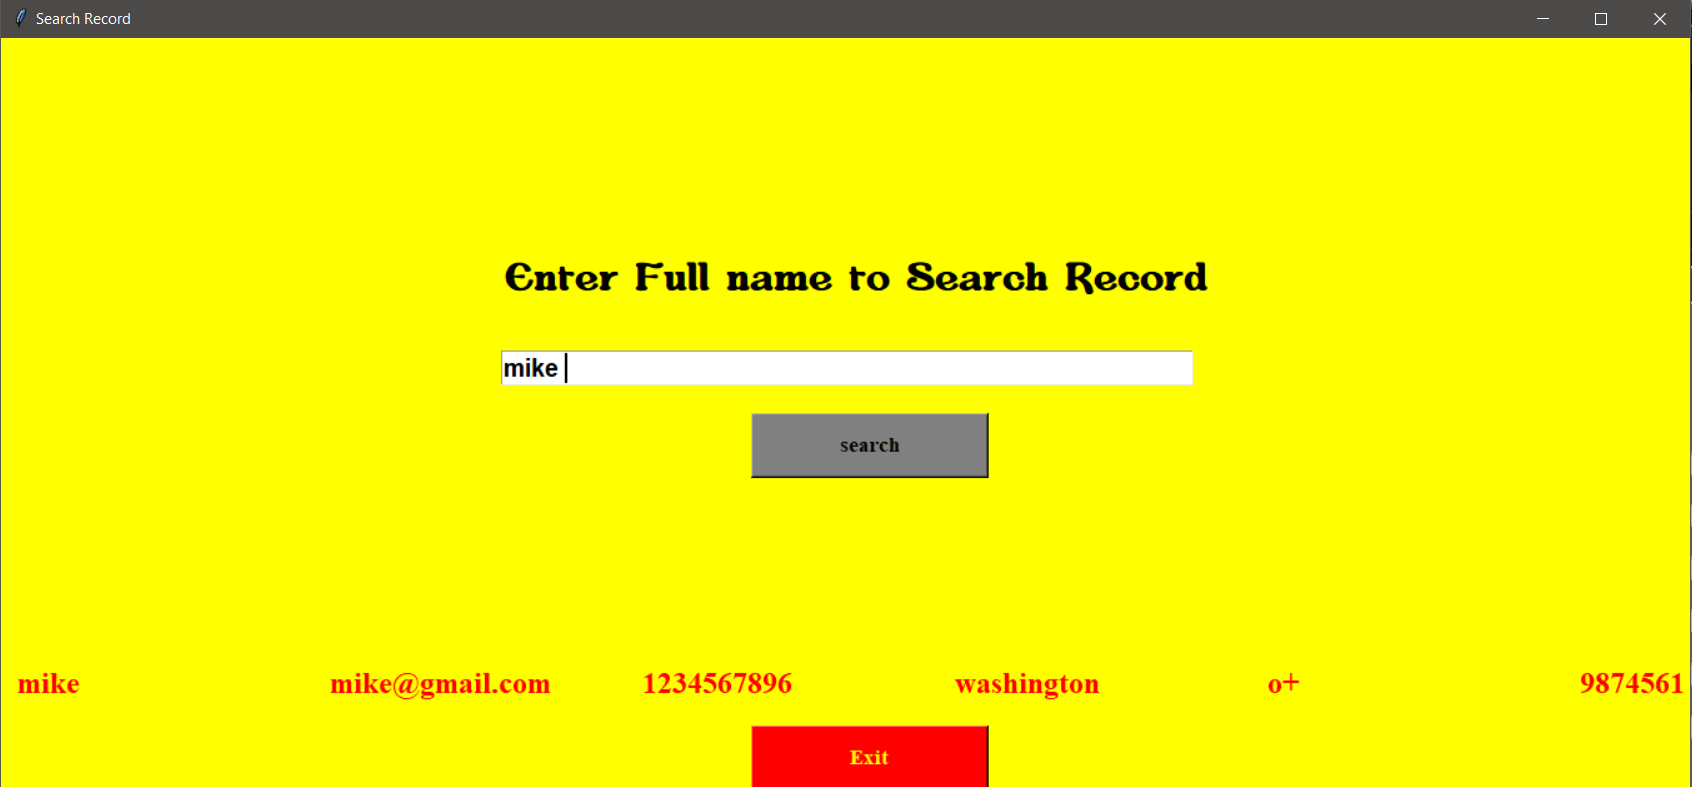 Search Record
Enter Full name to Search Record
mike
search
mike mike@gmail.com 1234567896 washington o+ 9874561
Exit